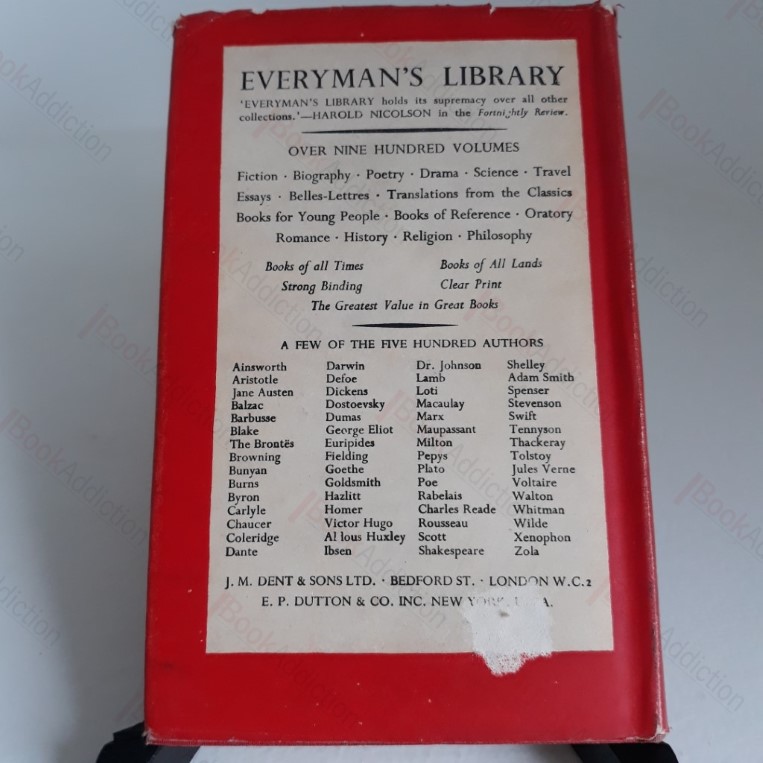 EVERYMAN'S LIBRARY
'EVERYMAN'S LIBRARY holds its supremacy over all other
collections.'—HAROLD NICOLSON in the Fortnightly Review.
OVER NINE HUNDRED VOLUMES
Fiction · Biography · Poetry · Drama · Science · Travel
Essays · Belles-Lettres · Translations from the Classics
Books for Young People · Books of Reference · Oratory
Romance · History · Religion · Philosophy
Books of all Times Books of All Lands
Strong Binding Clear Print
The Greatest Value in Great Books
A FEW OF THE FIVE HUNDRED AUTHORS
Ainsworth Darwin Dr. Johnson Shelley
Aristotle Defoe Lamb Adam Smith
Jane Austen Dickens Loti Spenser
Balzac Dostoevsky Macaulay Stevenson
Barbusse Dumas Marx Swift
Blake George Eliot Maupassant Tennyson
The Brontës Euripides Milton Thackeray
Browning Fielding Pepys Tolstoy
Bunyan Goethe Plato Jules Verne
Burns Goldsmith Poe Voltaire
Byron Hazlitt Rabelais Walton
Carlyle Homer Charles Reade Whitman
Chaucer Victor Hugo Rousseau Wilde
Coleridge Al lous Huxley Scott Xenophon
Dante Ibsen Shakespeare Zola
J. M. DENT & SONS LTD. · BEDFORD ST. · LONDON W.C.2
E. P. DUTTON & CO. INC. NEW
BookAddiction